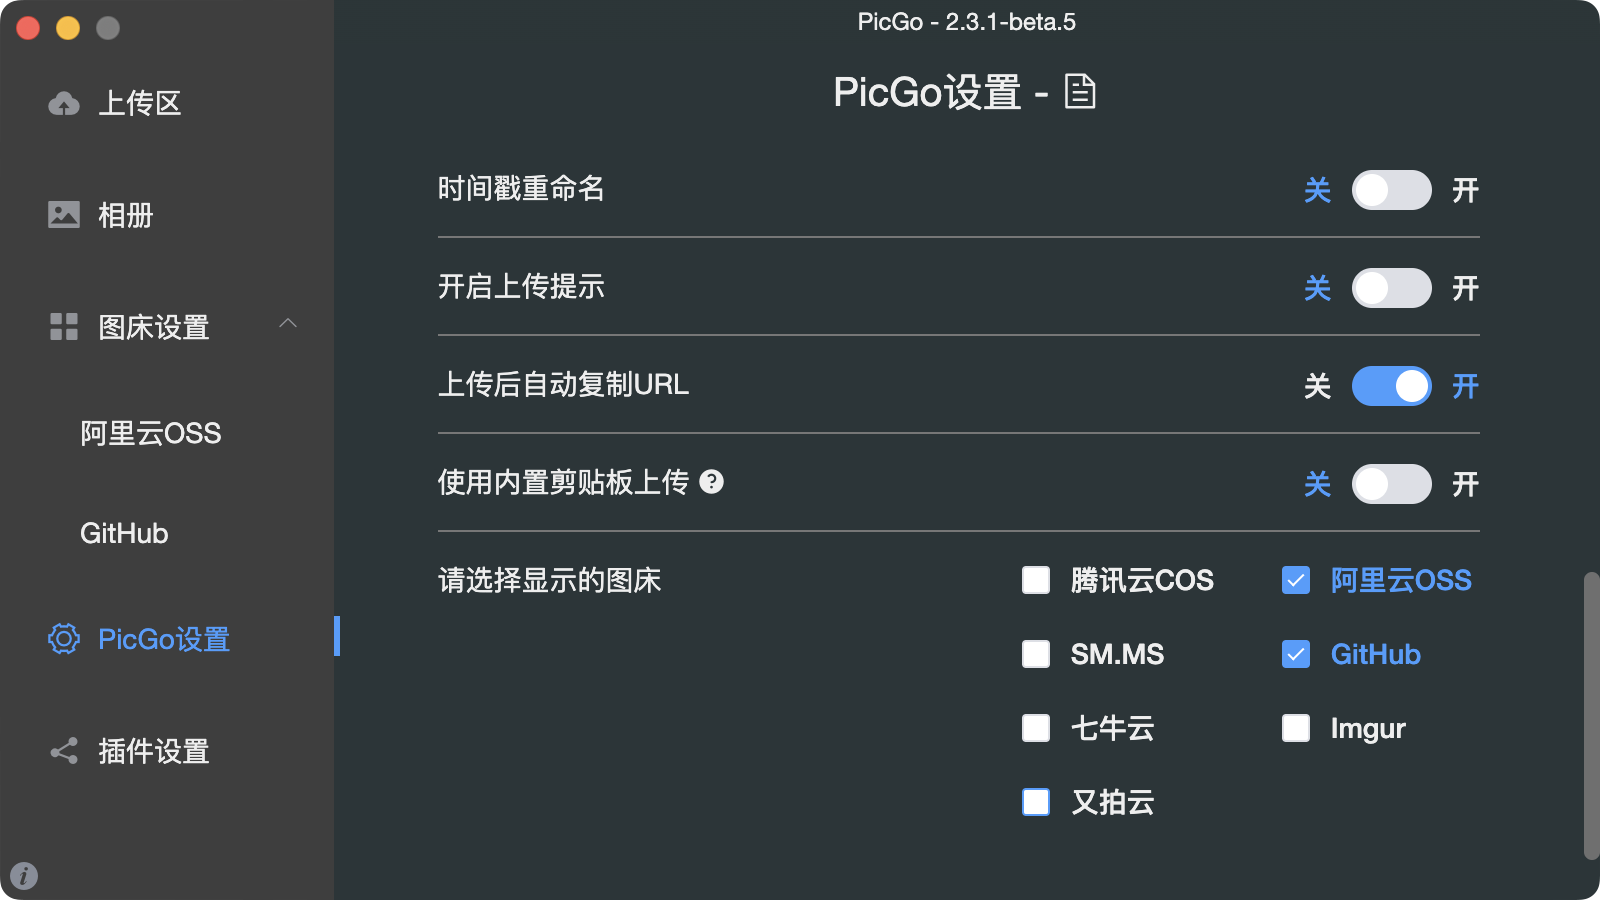 PicGo - 2.3.1-beta.5
上传区
相册
图床设置
阿里云OSS
GitHub
PicGo设置
插件设置
PicGo设置 -
时间戳重命名 关 开
开启上传提示 关 开
上传后自动复制URL 关 开
使用内置剪贴板上传 ? 关 开
请选择显示的图床 腾讯云COS 阿里云OSS
SM.MS GitHub
七牛云 Imgur
又拍云